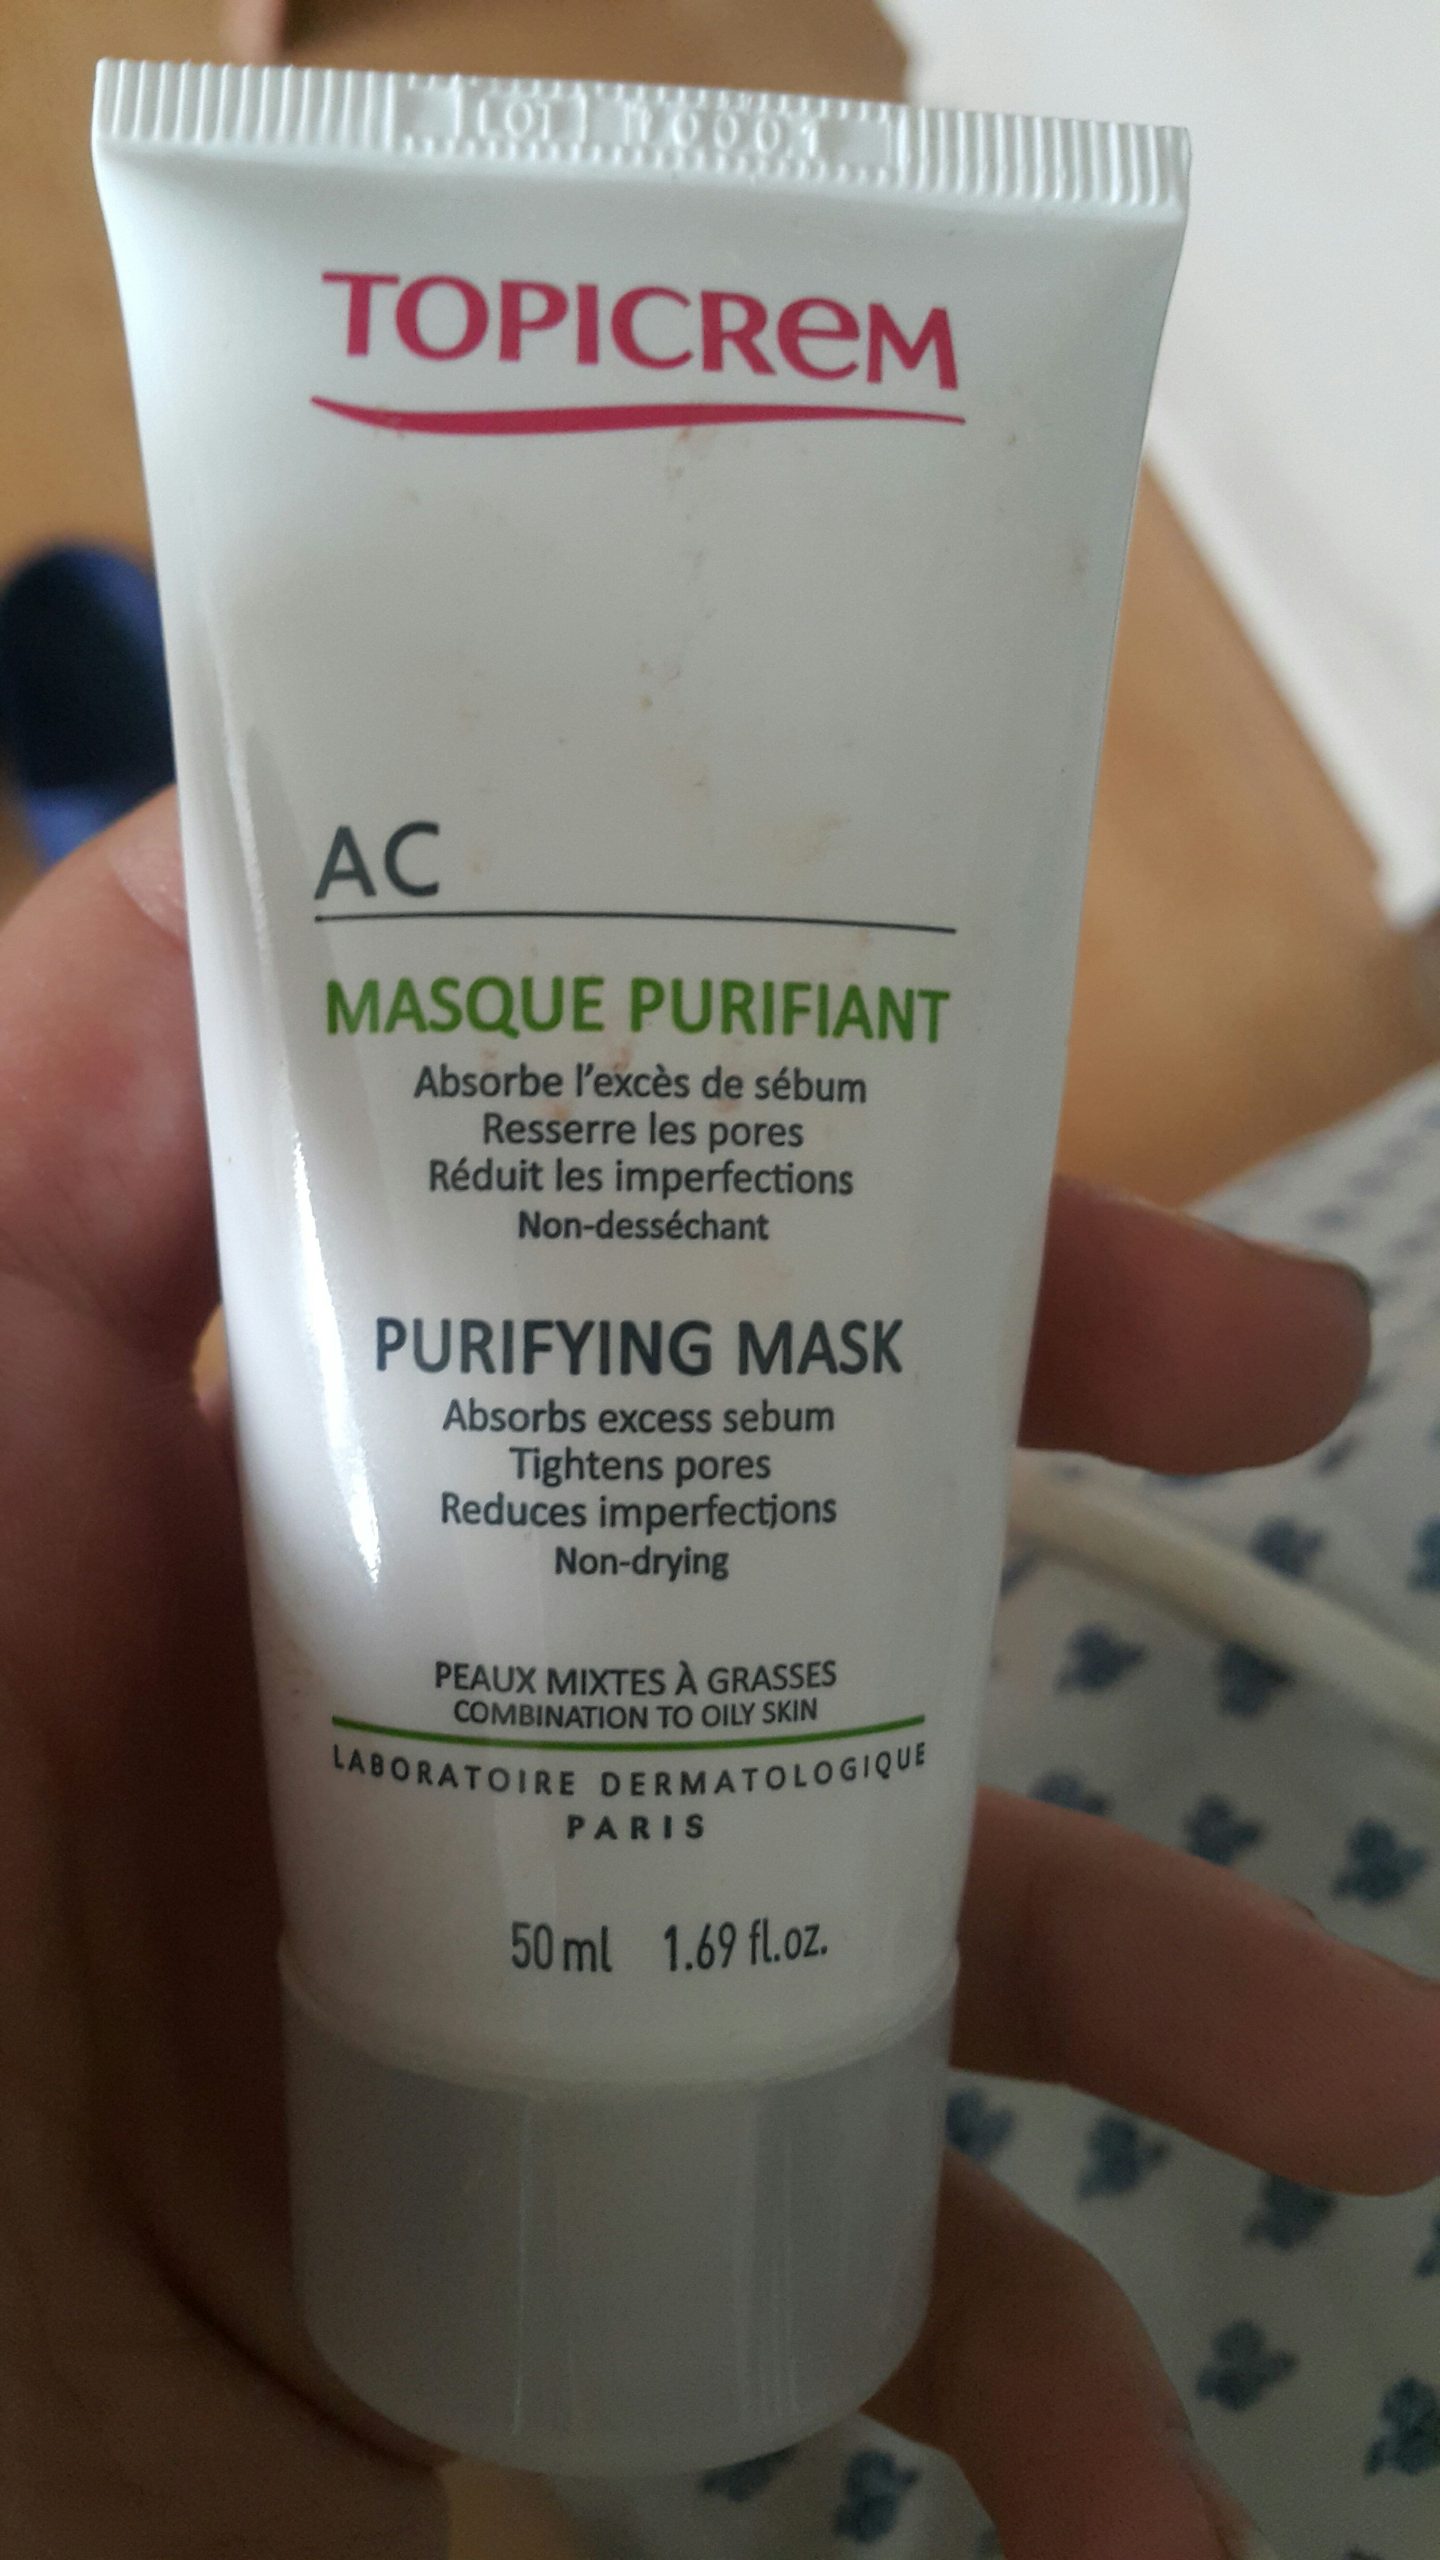 TOPICREM
AC
MASQUE PURIFIANT
Absorbe l'excès de sébum
Resserre les pores
Réduit les imperfections
Non-desséchant
PURIFYING MASK
Absorbs excess sebum
Tightens pores
Reduces imperfections
Non-drying
PEAUX MIXTES À GRASSES
COMBINATION TO OILY SKIN
LABORATOIRE DERMATOLOGIQUE
PARIS
50 ml 1.69 fl.oz.